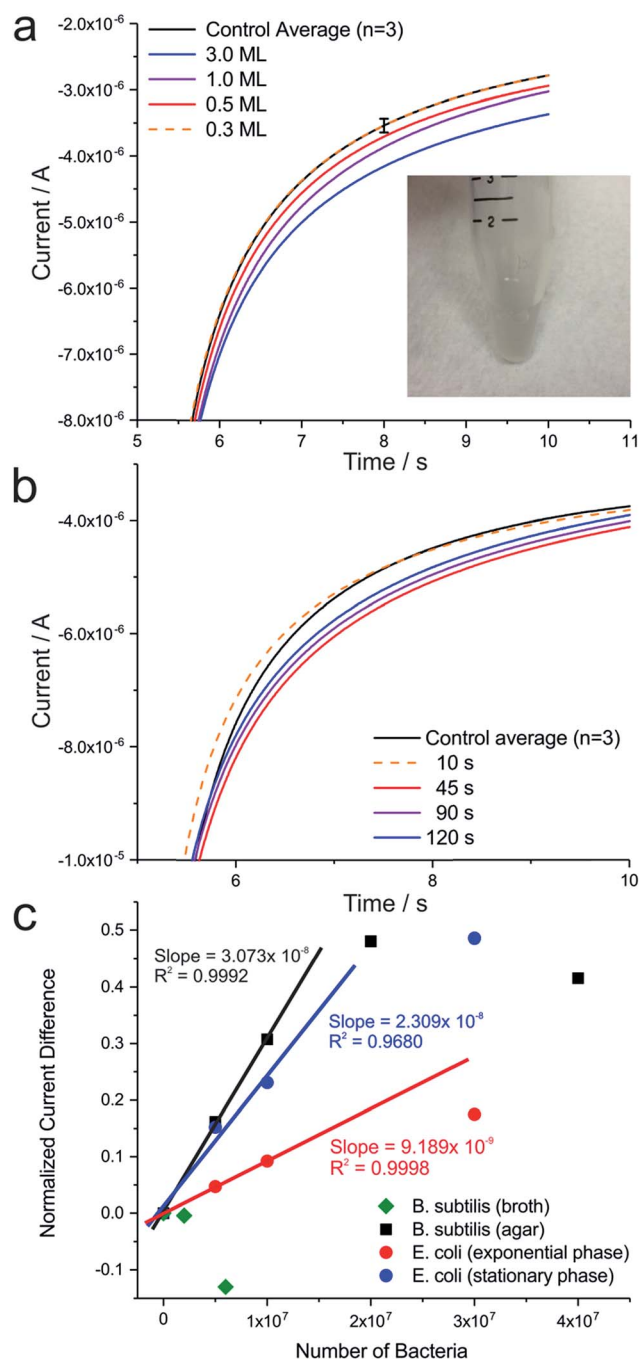 a
-2.0x10⁻⁶
-3.0x10⁻⁶
-4.0x10⁻⁶
-5.0x10⁻⁶
-6.0x10⁻⁶
-7.0x10⁻⁶
-8.0x10⁻⁶
Current / A
Control Average (n=3)
3.0 ML
1.0 ML
0.5 ML
0.3 ML
3
2
5 6 7 8 9 10 11
Time / s
b
-4.0x10⁻⁶
-6.0x10⁻⁶
-8.0x10⁻⁶
-1.0x10⁻⁵
Current / A
Control average (n=3)
10 s
45 s
90 s
120 s
6 8 10
Time / s
c
0.5
0.4
0.3
0.2
0.1
0.0
-0.1
Normalized Current Difference
Slope = 3.073x 10⁻⁸
R² = 0.9992
Slope = 2.309x 10⁻⁸
R² = 0.9680
Slope = 9.189x 10⁻⁹
R² = 0.9998
B. subtilis (broth)
B. subtilis (agar)
E. coli (exponential phase)
E. coli (stationary phase)
0 1x10⁷ 2x10⁷ 3x10⁷ 4x10⁷
Number of Bacteria